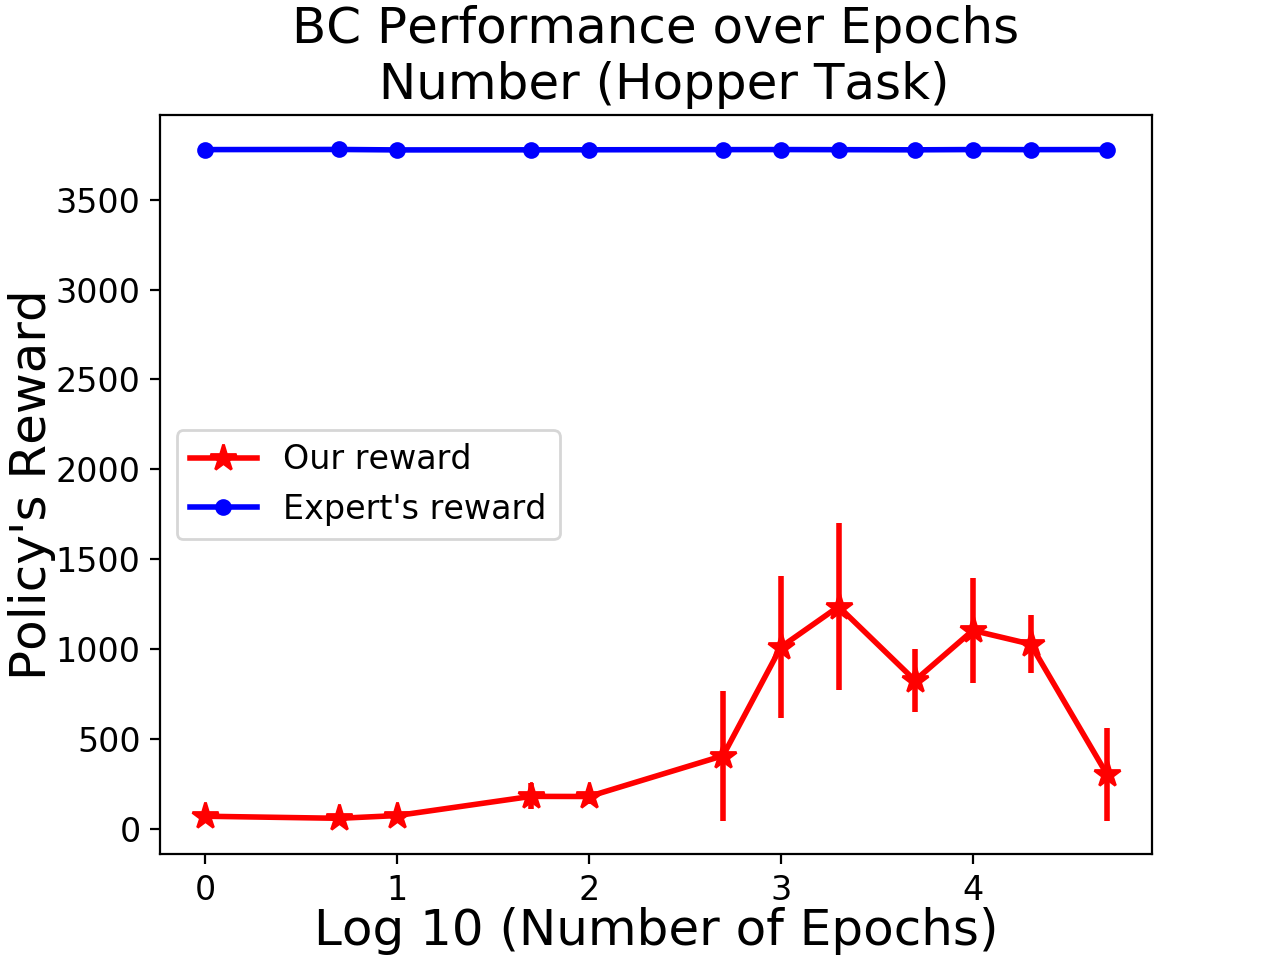 BC Performance over Epochs
Number (Hopper Task)
Policy's Reward
3500
3000
2500
2000
1500
1000
500
0
Our reward
Expert's reward
0 1 2 3 4
Log 10 (Number of Epochs)